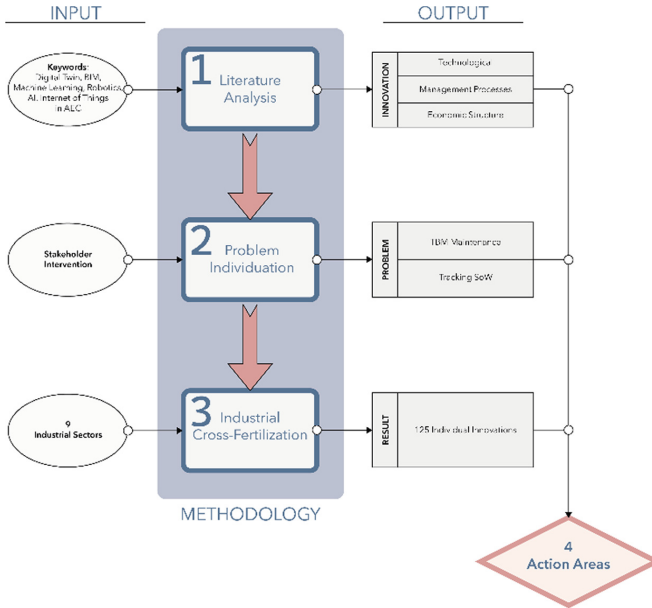 INPUT
OUTPUT
Keywords:
Digital Twin, BIM,
Machine Learning, Robotics,
AI, Internet of Things
in AEC
1
Literature
Analysis
INNOVATION
Technological
Management Processes
Economic Structure
Stakeholder
Intervention
2
Problem
Individuation
PROBLEM
TBM Maintenance
Tracking SoW
9
Industrial Sectors
3
Industrial
Cross-Fertilization
RESULT
125 Individual Innovations
METHODOLOGY
4
Action Areas